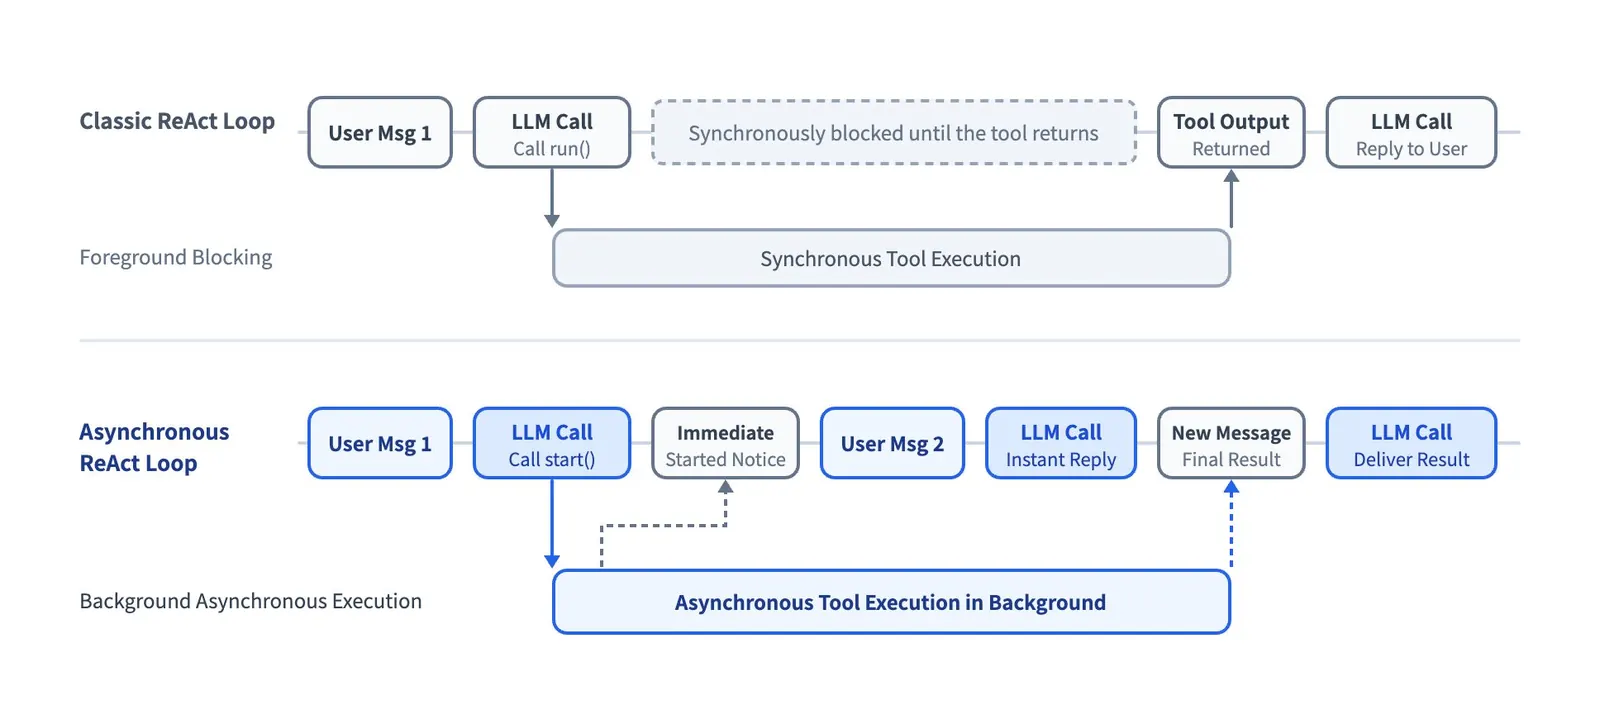 Classic ReAct Loop
User Msg 1
LLM Call
Call run()
Synchronously blocked until the tool returns
Tool Output
Returned
LLM Call
Reply to User
Foreground Blocking
Synchronous Tool Execution
Asynchronous
ReAct Loop
User Msg 1
LLM Call
Call start()
Immediate
Started Notice
User Msg 2
LLM Call
Instant Reply
New Message
Final Result
LLM Call
Deliver Result
Background Asynchronous Execution
Asynchronous Tool Execution in Background